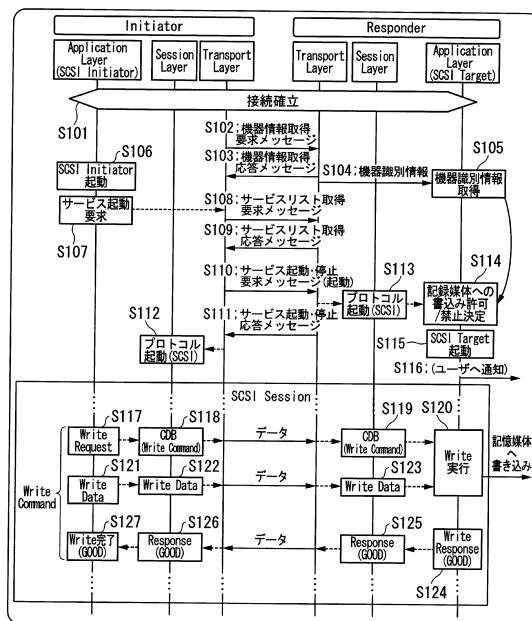 Initiator
Responder
Application
Layer
(SCSI Initiator)
Session
Layer
Transport
Layer
Transport
Layer
Session
Layer
Application
Layer
(SCSI Target)
接続確立
S101
S102；機器情報取得
要求メッセージ
S103；機器情報取得
応答メッセージ
S104；機器識別情報
S105
機器識別情報
取得
S106
SCSI Initiator
起動
サービス起動
要求
S107
S108；サービスリスト取得
要求メッセージ
S109；サービスリスト取得
応答メッセージ
S110；サービス起動・停止
要求メッセージ(起動)
S113
プロトコル
起動(SCSI)
S114
記録媒体への
書込み許可
/禁止決定
S111；サービス起動・停止
応答メッセージ
S112
プロトコル
起動(SCSI)
S115
SCSI Target
起動
S116；(ユーザへ通知)
SCSI Session
S117
Write
Request
S118
CDB
(Write Command)
データ
S119
CDB
(Write Command)
S120
Write
実行
記憶媒体
へ
書き込み
S121
Write
Data
S122
Write Data
データ
S123
Write Data
Write
Command
S127
Write完了
(GOOD)
S126
Response
(GOOD)
データ
S125
Response
(GOOD)
Write
Response
(GOOD)
S124